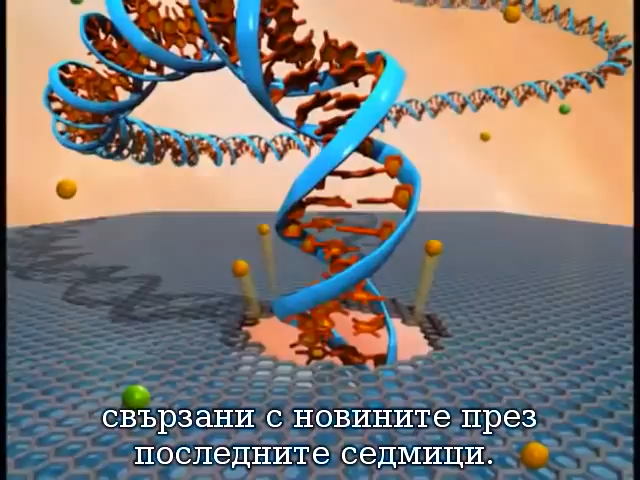 свързани с новините през
последните седмици.